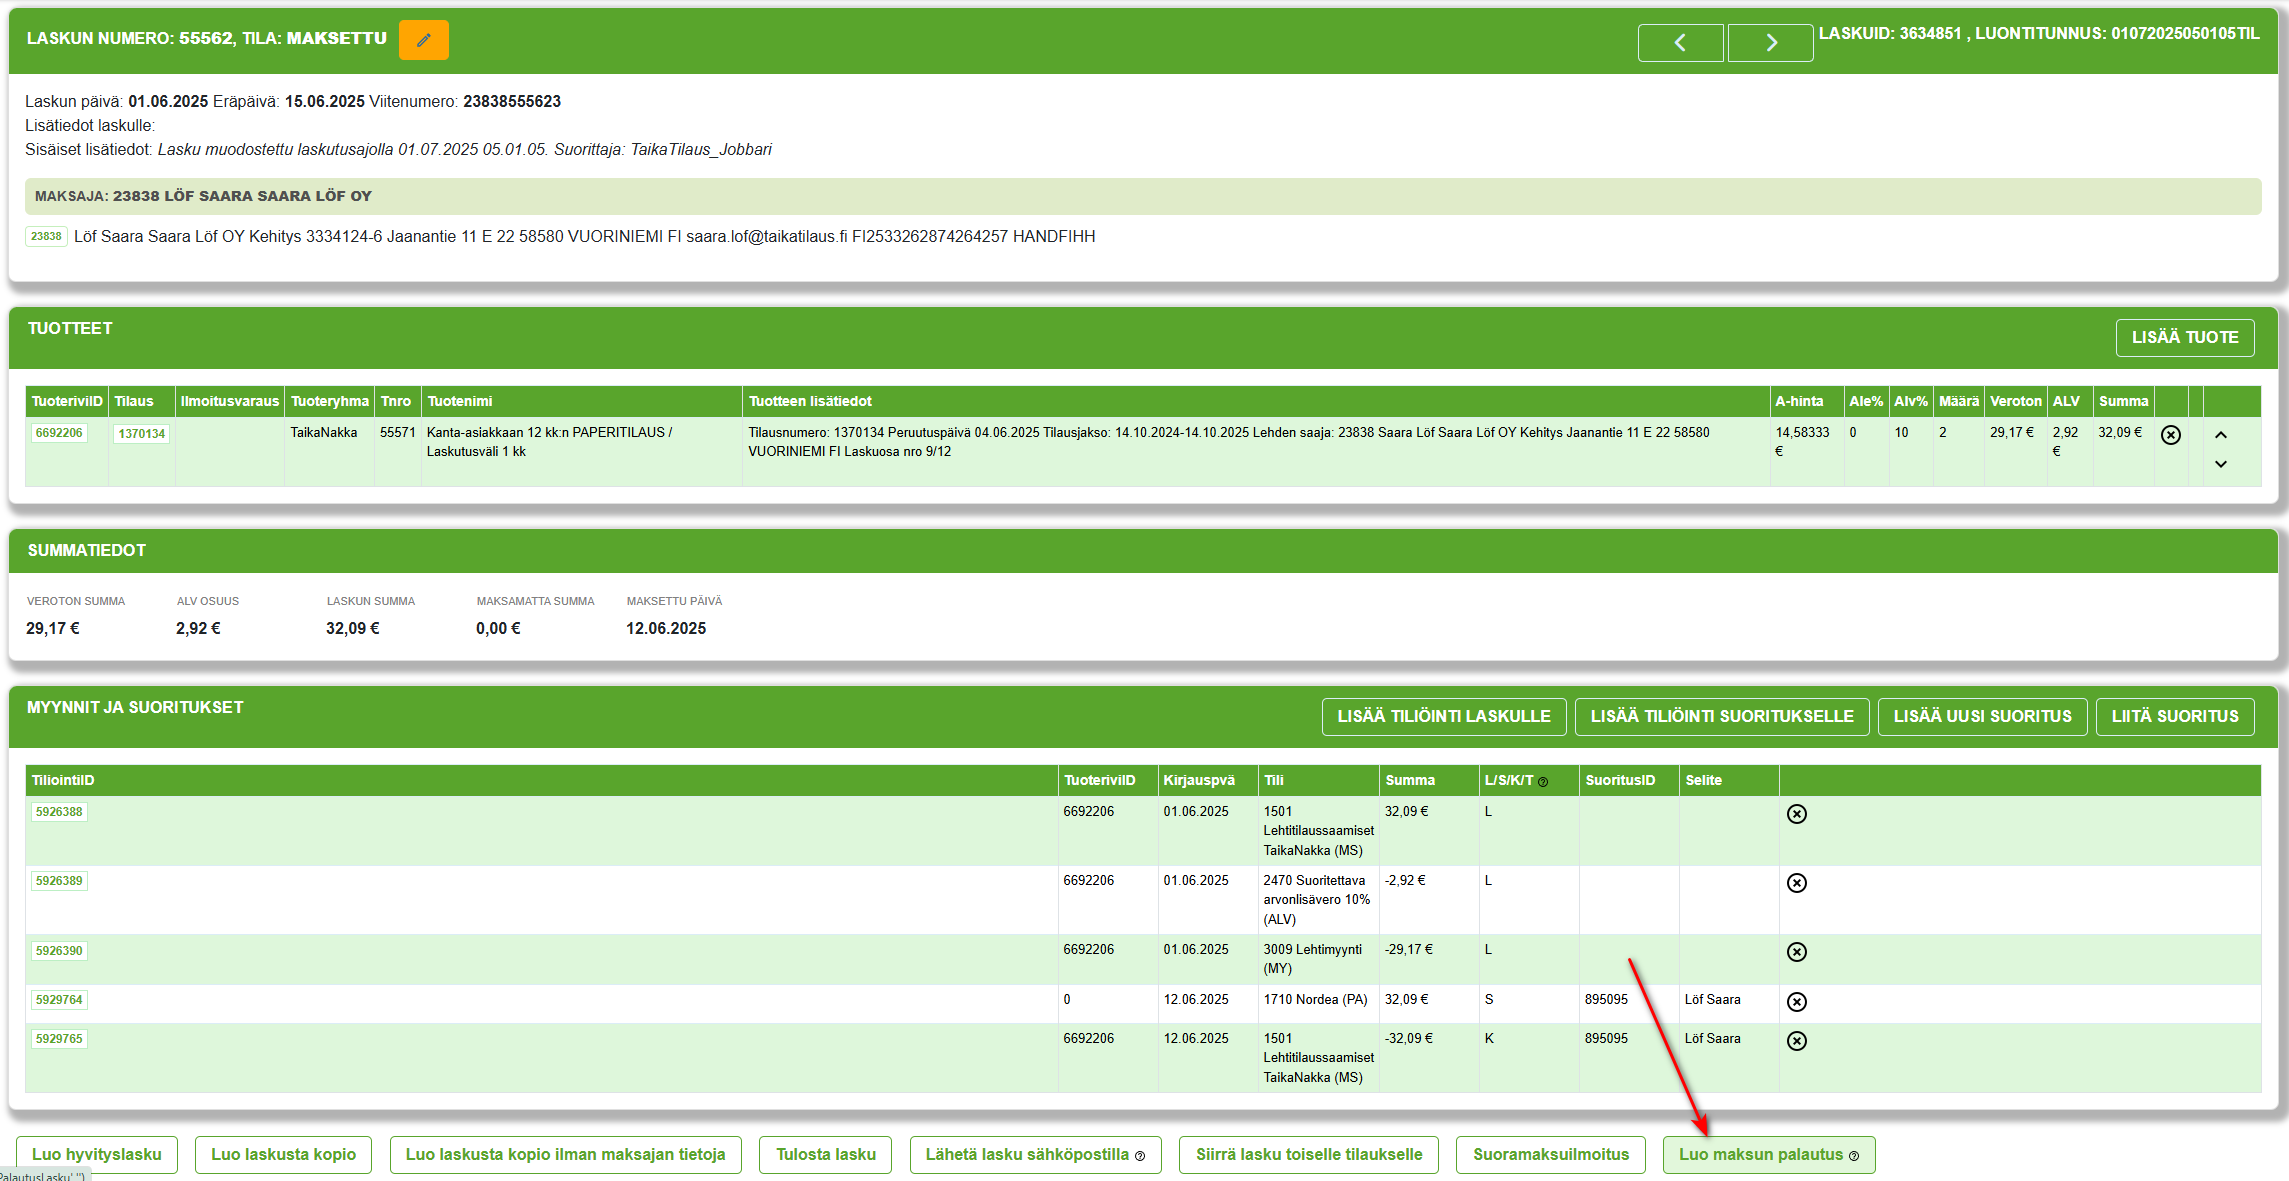 LASKUN NUMERO: 55562, TILA: MAKSETTU
LASKUID: 3634851 , LUONTITUNNUS: 01072025050105TIL
Laskun päivä: 01.06.2025 Eräpäivä: 15.06.2025 Viitenumero: 23838555623
Lisätiedot laskulle:
Sisäiset lisätiedot: Lasku muodostettu laskutusajolla 01.07.2025 05.01.05. Suorittaja: TaikaTilaus_Jobbari
MAKSAJA: 23838 LÖF SAARA SAARA LÖF OY
23838 Löf Saara Saara Löf OY Kehitys 3334124-6 Jaanantie 11 E 22 58580 VUORINIEMI FI saara.lof@taikatilaus.fi FI2533262874264257 HANDFIHH
TUOTTEET
LISÄÄ TUOTE
TuoteriviID Tilaus Ilmoitusvaraus Tuoteryhma Tnro Tuotenimi Tuotteen lisätiedot A-hinta Ale% Alv% Määrä Veroton ALV Summa
6692206 1370134 TaikaNakka 55571 Kanta-asiakkaan 12 kk:n PAPERITILAUS / Tilausnumero: 1370134 Peruutuspäivä 04.06.2025 Tilausjakso: 14.10.2024-14.10.2025 Lehden saaja: 23838 Saara Löf Saara Löf OY Kehitys Jaanantie 11 E 22 58580 14,58333 0 10 2 29,17 € 2,92 32,09 €
Laskutusväli 1 kk VUORINIEMI FI Laskuosa nro 9/12 € €
SUMMATIEDOT
VEROTON SUMMA ALV OSUUS LASKUN SUMMA MAKSAMATTA SUMMA MAKSETTU PÄIVÄ
29,17 € 2,92 € 32,09 € 0,00 € 12.06.2025
MYYNNIT JA SUORITUKSET
LISÄÄ TILIÖINTI LASKULLE LISÄÄ TILIÖINTI SUORITUKSELLE LISÄÄ UUSI SUORITUS LIITÄ SUORITUS
TiliointiID TuoteriviID Kirjauspvä Tili Summa L/S/K/T SuoritusID Selite
5926388 6692206 01.06.2025 1501 32,09 € L
Lehtitilaussaamiset
TaikaNakka (MS)
5926389 6692206 01.06.2025 2470 Suoritettava -2,92 € L
arvonlisävero 10%
(ALV)
5926390 6692206 01.06.2025 3009 Lehtimyynti -29,17 € L
(MY)
5929764 0 12.06.2025 1710 Nordea (PA) 32,09 € S 895095 Löf Saara
5929765 6692206 12.06.2025 1501 -32,09 € K 895095 Löf Saara
Lehtitilaussaamiset
TaikaNakka (MS)
Luo hyvityslasku Luo laskusta kopio Luo laskusta kopio ilman maksajan tietoja Tulosta lasku Lähetä lasku sähköpostilla Siirrä lasku toiselle tilaukselle Suoramaksuilmoitus Luo maksun palautus